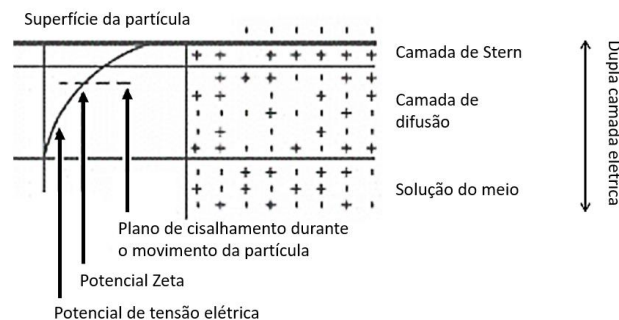 Superfície da partícula
Camada de Stern
Camada de
difusão
Solução do meio
Dupla camada eletrica
Plano de cisalhamento durante
o movimento da partícula
Potencial Zeta
Potencial de tensão elétrica